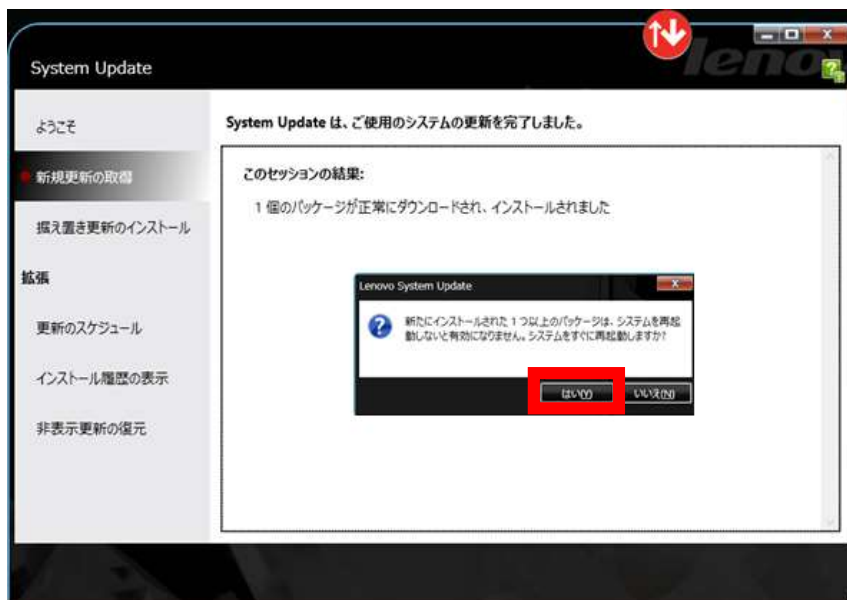 System Update
lenov
ようこそ
新規更新の取得
据え置き更新のインストール
拡張
更新のスケジュール
インストール履歴の表示
非表示更新の復元
System Update は、ご使用のシステムの更新を完了しました。
このセッションの結果:
1 個のパッケージが正常にダウンロードされ、インストールされました
Lenovo System Update
新たにインストールされた 1 つ以上のパッケージは、システムを再起
動しないと有効になりません。システムをすぐに再起動しますか?
はい(Y)
いいえ(N)